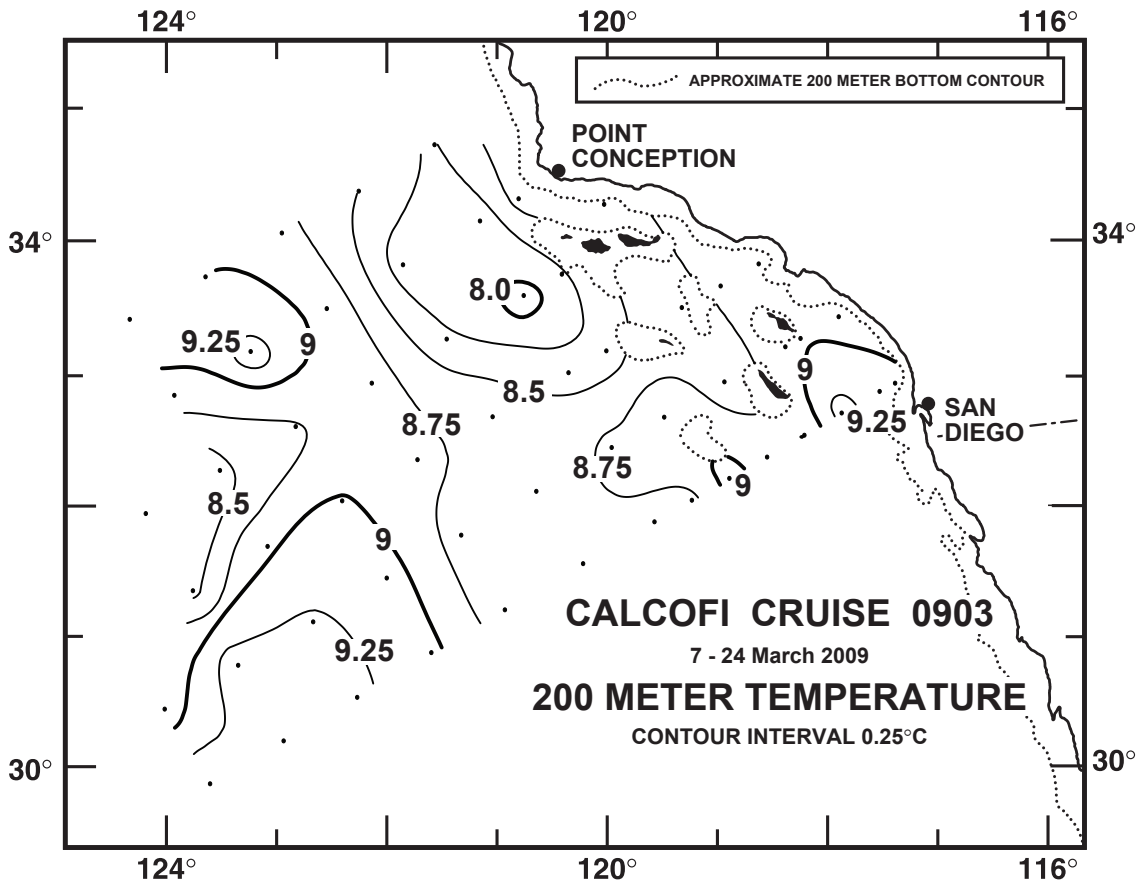 124° 120° 116°
APPROXIMATE 200 METER BOTTOM CONTOUR
POINT
CONCEPTION
34° 34°
8.0
9.25 9
9
8.5
8.75 9.25 SAN
DIEGO
8.75
9
8.5
9
CALCOFI CRUISE 0903
9.25 7 - 24 March 2009
200 METER TEMPERATURE
CONTOUR INTERVAL 0.25°C
30° 30°
124° 120° 116°